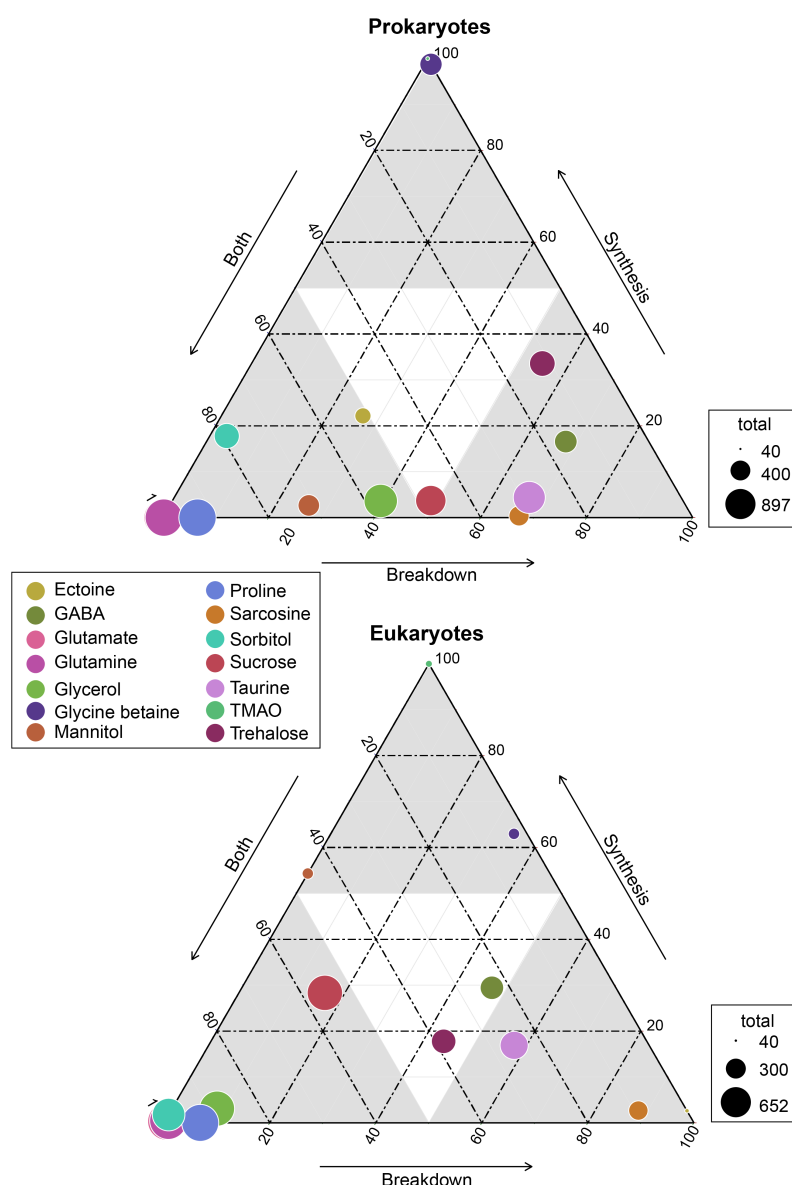 Prokaryotes
100
20
80
40
60
Both
Synthesis
60
40
80
20
total
40
400
897
1
20
40
60
80
100
Breakdown
Ectoine
GABA
Glutamate
Glutamine
Glycerol
Glycine betaine
Mannitol
Proline
Sarcosine
Sorbitol
Sucrose
Taurine
TMAO
Trehalose
Eukaryotes
100
20
80
40
60
Both
Synthesis
60
40
80
20
total
40
300
652
1
20
40
60
80
100
Breakdown